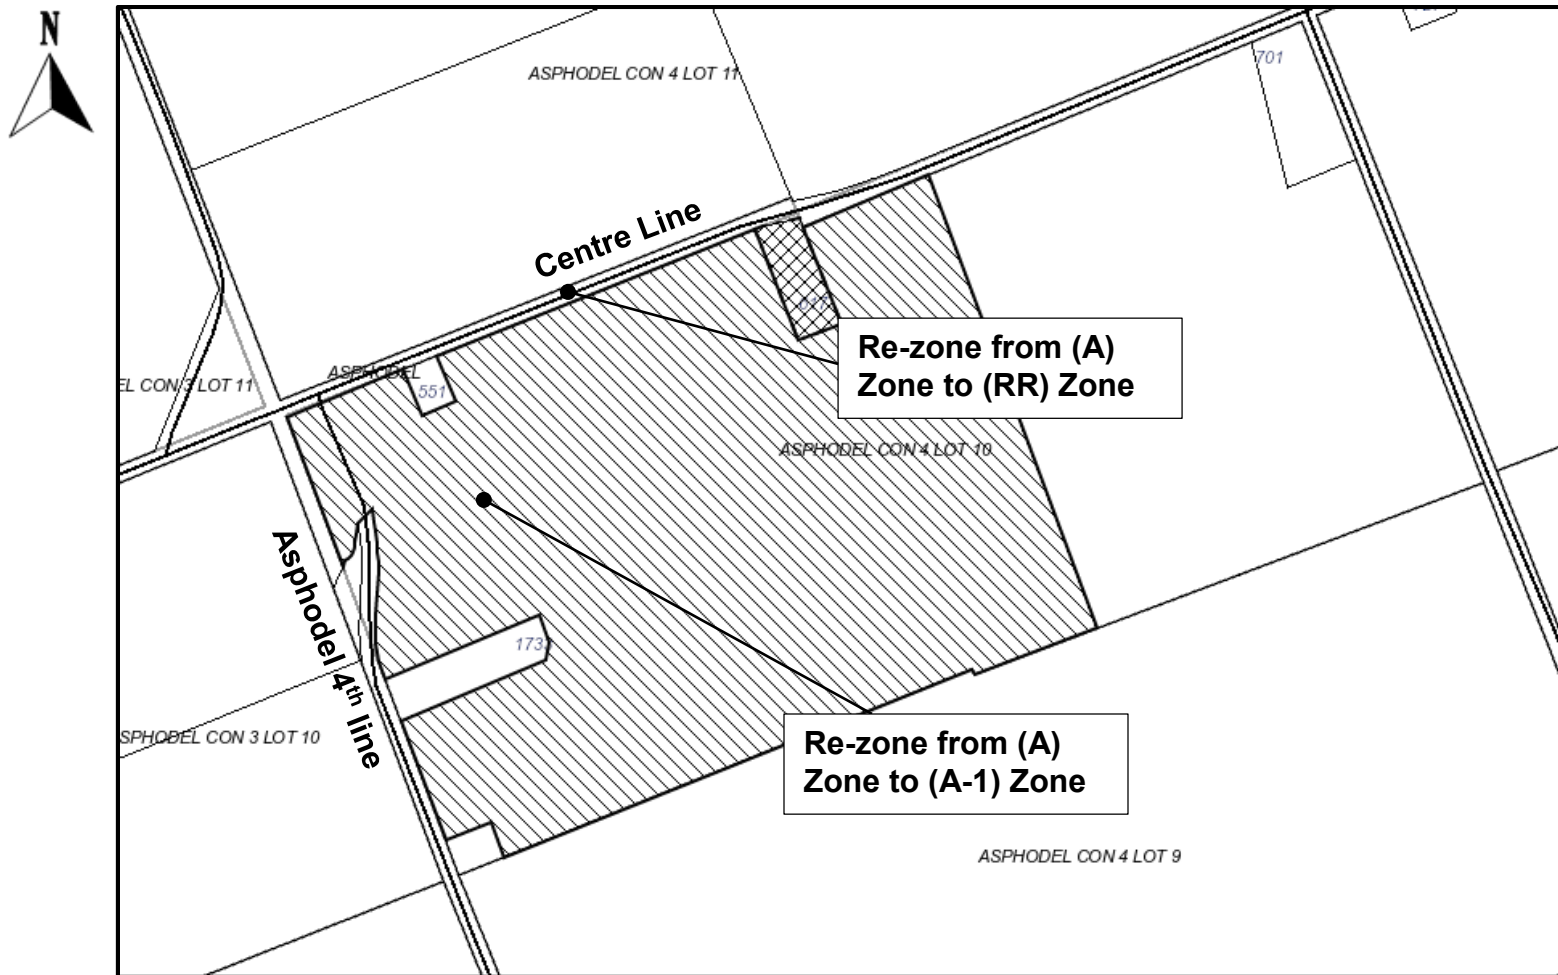 N
ASPHODEL CON 4 LOT 11
701
Centre Line
Re-zone from (A)
Zone to (RR) Zone
EL CON 3 LOT 11
ASPHODEL
551
ASPHODEL CON 4 LOT 10
Asphodel 4th line
173
SPHODEL CON 3 LOT 10
Re-zone from (A)
Zone to (A-1) Zone
ASPHODEL CON 4 LOT 9